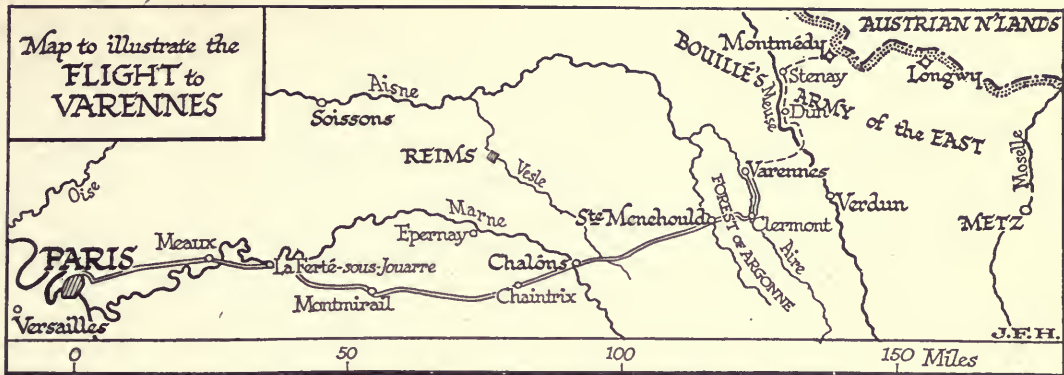 Map to illustrate the
FLIGHT to
VARENNES
AUSTRIAN N'LANDS
Montmédy
BOUILLÉ'S
ARMY of the EAST
Longwy
Stenay
Meuse
Dun
Aisne
Soissons
REIMS
Vesle
Varennes
Moselle
Oise
Marne
Epernay
Ste Menehould
FOREST OF ARGONNE
Clermont
Verdun
METZ
Aire
Meaux
PARIS
La Ferté-sous-Jouarre
Châlons
Chaintrix
Montmirail
Versailles
J.F.H.
0 50 100 150 Miles